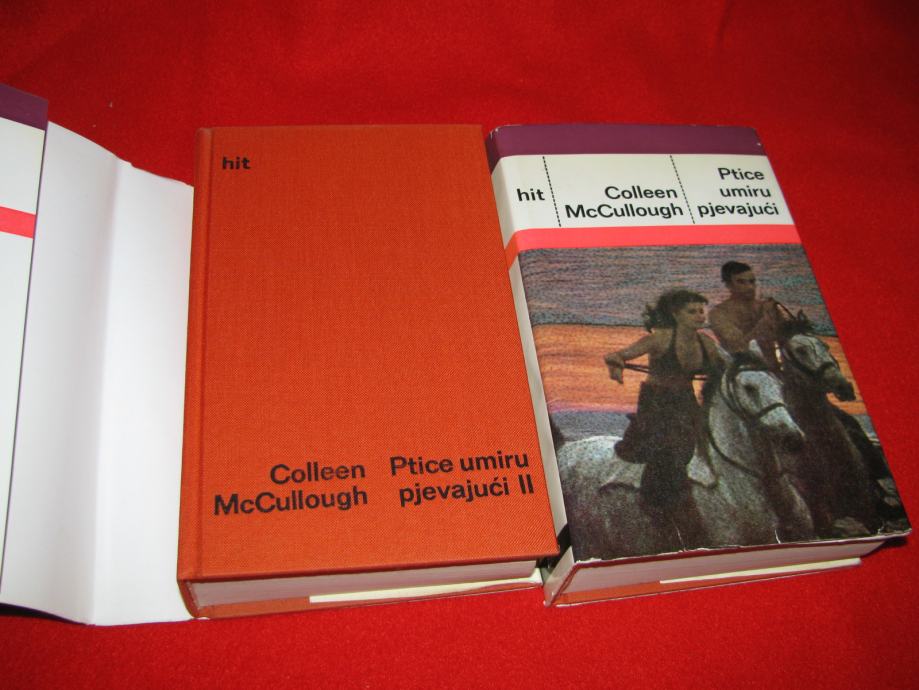 hit
Colleen
McCullough
Ptice umiru
pjevajući II
hit
Colleen
McCullough
Ptice
umiru
pjevajući